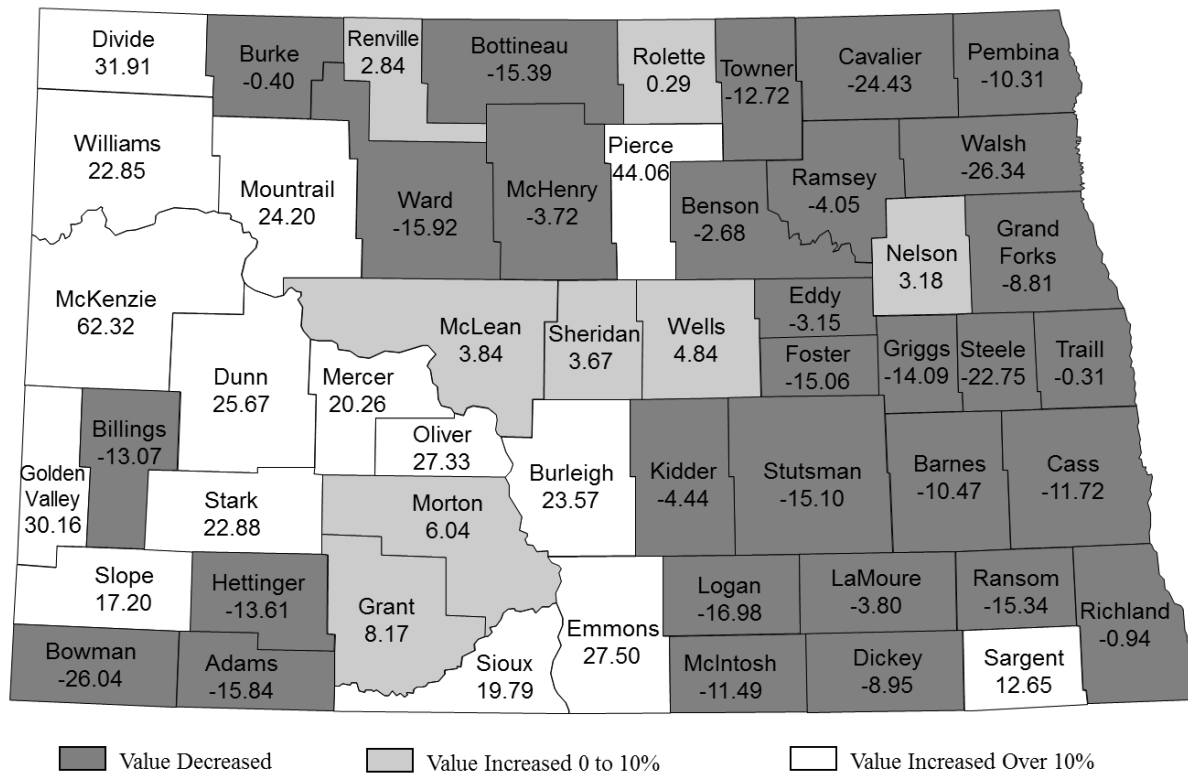 Divide
31.91
Burke
-0.40
Renville
2.84
Bottineau
-15.39
Rolette
0.29
Towner
-12.72
Cavalier
-24.43
Pembina
-10.31
Williams
22.85
Mountrail
24.20
Ward
-15.92
McHenry
-3.72
Pierce
44.06
Benson
-2.68
Ramsey
-4.05
Walsh
-26.34
Nelson
3.18
Grand
Forks
-8.81
McKenzie
62.32
Dunn
25.67
Mercer
20.26
Oliver
27.33
McLean
3.84
Sheridan
3.67
Wells
4.84
Eddy
-3.15
Foster
-15.06
Griggs
-14.09
Steele
-22.75
Traill
-0.31
Golden
Valley
30.16
Billings
-13.07
Stark
22.88
Morton
6.04
Burleigh
23.57
Kidder
-4.44
Stutsman
-15.10
Barnes
-10.47
Cass
-11.72
Slope
17.20
Hettinger
-13.61
Grant
8.17
Bowman
-26.04
Adams
-15.84
Sioux
19.79
Emmons
27.50
Logan
-16.98
LaMoure
-3.80
Ransom
-15.34
Richland
-0.94
McIntosh
-11.49
Dickey
-8.95
Sargent
12.65
Value Decreased
Value Increased 0 to 10%
Value Increased Over 10%